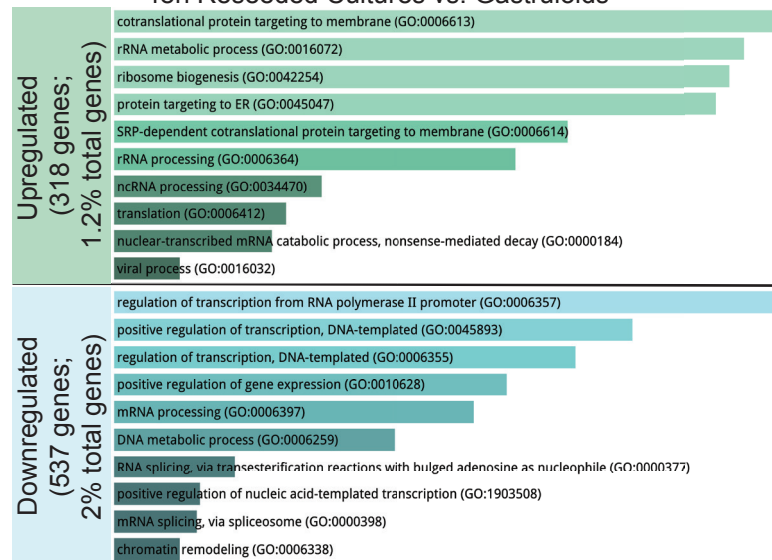 Reseeded Cultures vs. Gastruloids
Upregulated
(318 genes;
1.2% total genes)
cotranslational protein targeting to membrane (GO:0006613)
rRNA metabolic process (GO:0016072)
ribosome biogenesis (GO:0042254)
protein targeting to ER (GO:0045047)
SRP-dependent cotranslational protein targeting to membrane (GO:0006614)
rRNA processing (GO:0006364)
ncRNA processing (GO:0034470)
translation (GO:0006412)
nuclear-transcribed mRNA catabolic process, nonsense-mediated decay (GO:0000184)
viral process (GO:0016032)
Downregulated
(537 genes;
2% total genes)
regulation of transcription from RNA polymerase II promoter (GO:0006357)
positive regulation of transcription, DNA-templated (GO:0045893)
regulation of transcription, DNA-templated (GO:0006355)
positive regulation of gene expression (GO:0010628)
mRNA processing (GO:0006397)
DNA metabolic process (GO:0006259)
RNA splicing, via transesterification reactions with bulged adenosine as nucleophile (GO:0000377)
positive regulation of nucleic acid-templated transcription (GO:1903508)
mRNA splicing, via spliceosome (GO:0000398)
chromatin remodeling (GO:0006338)